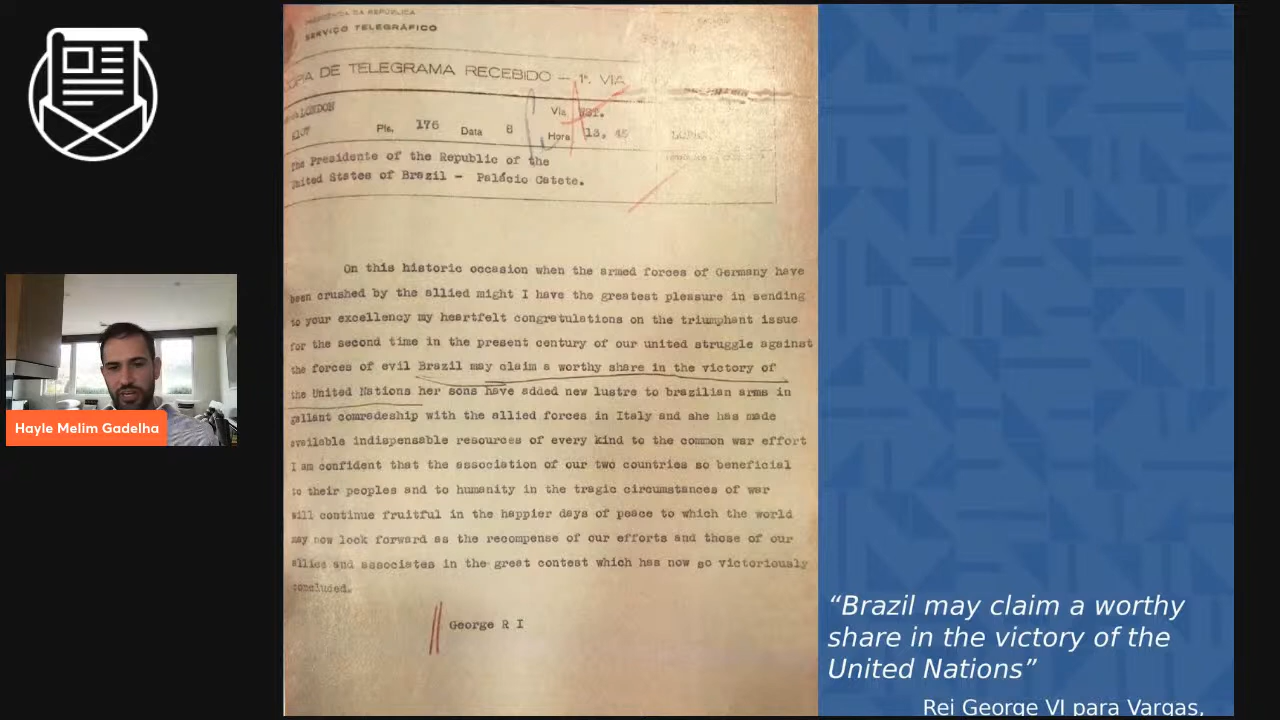 SERVIÇO TELEGRÁFICO
DE TELEGRAMA RECEBIDO — 1ª. VIA
LONDON
Pls. 176 Data 8
Via
Hora 18, 45
The Presidente of the Republic of the
United States of Brazil — Palácio Catete.
On this historic occasion when the armed forces of Germany have
been crushed by the allied might I have the greatest pleasure in sending
to your excellency my heartfelt congratulations on the triumphant issue
for the second time in the present century of our united struggle against
the forces of evil Brazil may claim a worthy share in the victory of
the United Nations her sons have added new lustre to brazilian arms in
gallant comradeship with the allied forces in Italy and she has made
available indispensable resources of every kind to the common war effort
I am confident that the association of our two countries so beneficial
to their peoples and to humanity in the tragic circumstances of war
will continue fruitful in the happier days of peace to which the world
may now look forward as the recompense of our efforts and those of our
allies and associates in the great contest which has now so victoriously
concluded.
George R I
Hayle Melim Gadelha
“Brazil may claim a worthy
share in the victory of the
United Nations”
Rei George VI para Vargas,